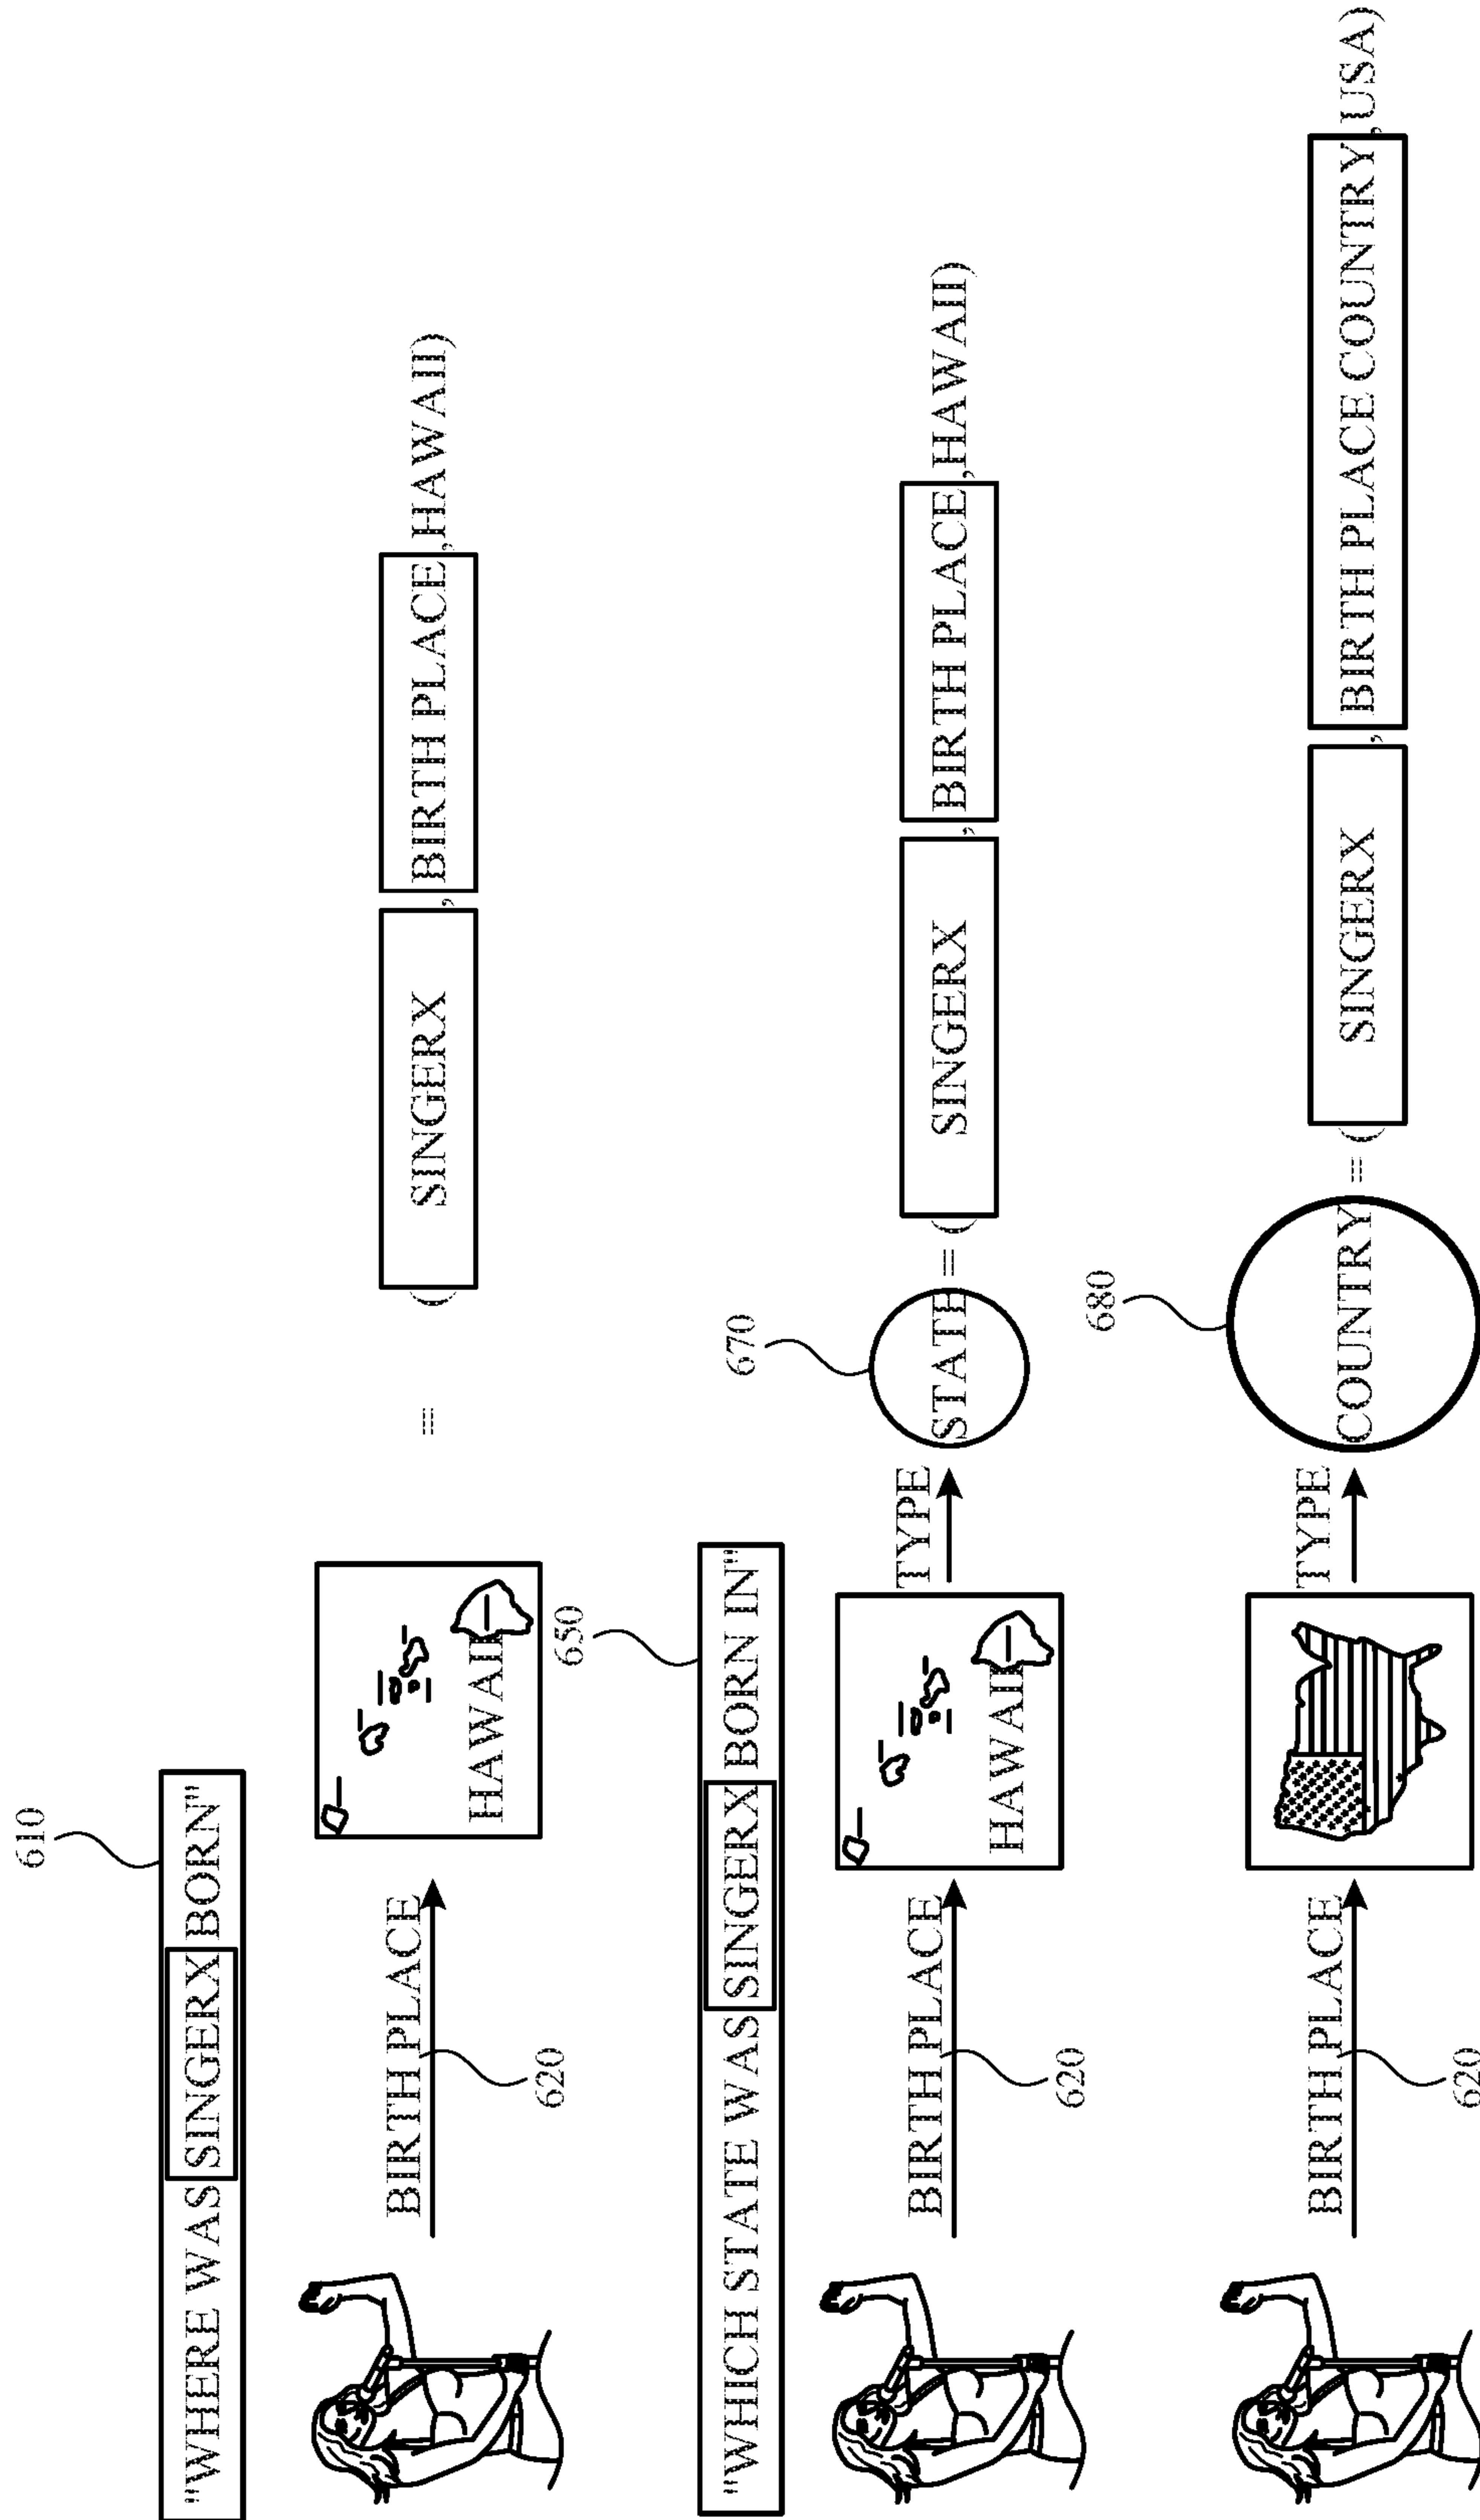 610
"WHERE WAS SINGERX BORN"
BIRTH PLACE
620
HAWAII
= (SINGERX, BIRTH PLACE, HAWAII)
650
"WHICH STATE WAS SINGERX BORN IN"
BIRTH PLACE
620
HAWAII
TYPE
670
STATE = (SINGERX, BIRTH PLACE, HAWAII)
BIRTH PLACE
620
TYPE
680
COUNTRY = (SINGERX, BIRTH PLACE COUNTRY, USA)